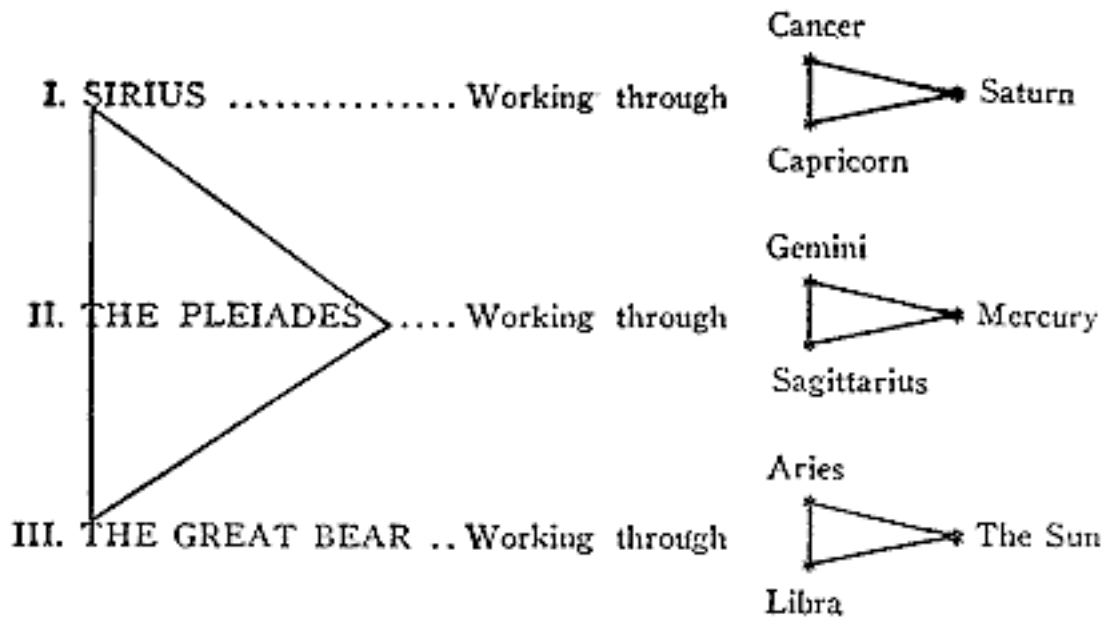 Cancer
I. SIRIUS .............. Working through
Saturn
Capricorn
Gemini
II. THE PLEIADES .... Working through
Mercury
Sagittarius
Aries
III. THE GREAT BEAR .. Working through
The Sun
Libra